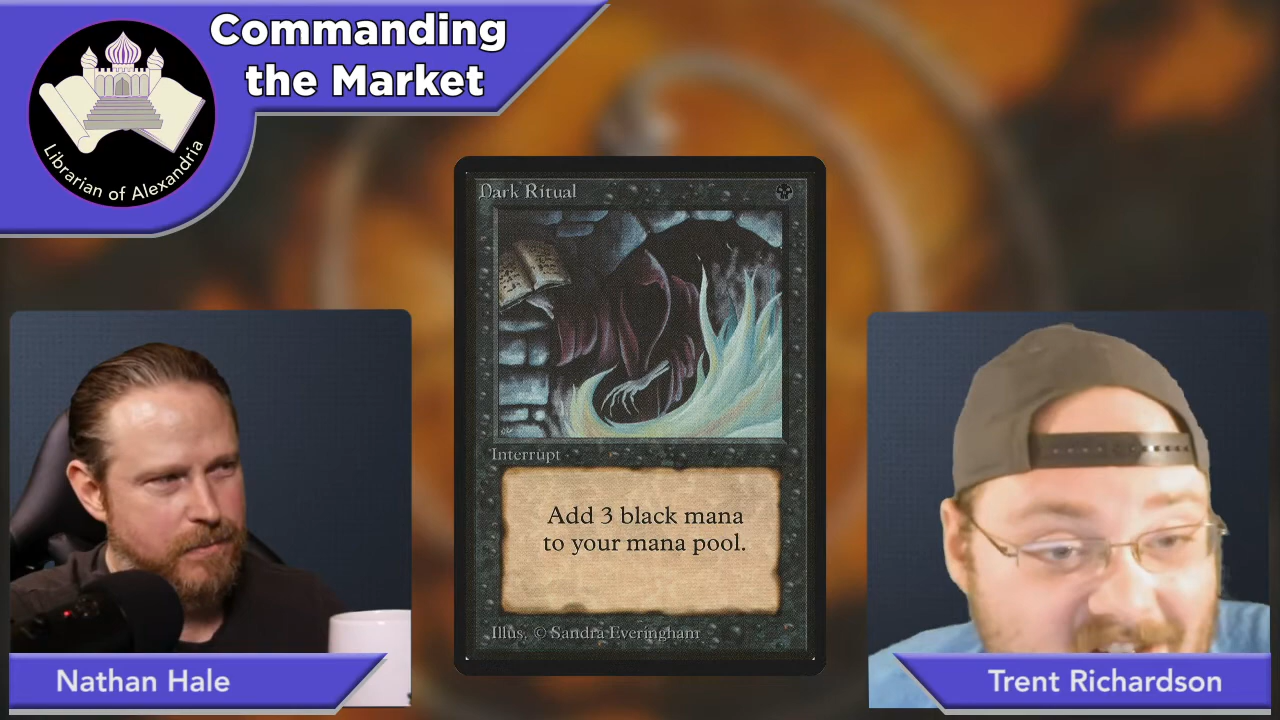 Commanding
the Market
Librarian of Alexandria
Dark Ritual
Interrupt
Add 3 black mana
to your mana pool.
Illus. © Sandra Everingham
Nathan Hale
Trent Richardson